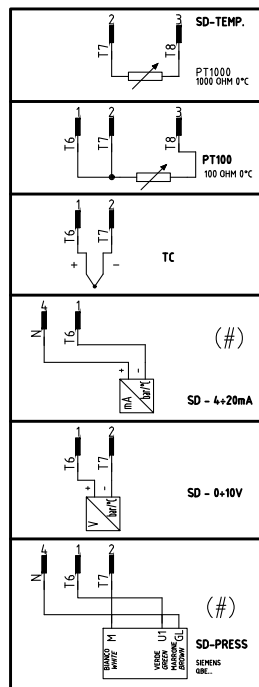 2 3 SD-TEMP.
T7 T8
PT1000
1000 OHM 0°C
1 2 3
T6 T7 T8
PT100
100 OHM 0°C
1 2
T6 T7
+ -
TC
4 1
N T6
(#)
+ -
mA bar/°C
SD - 4÷20mA
1 2
T6 T7
+ -
V bar/°C
SD - 0÷10V
4 1 2
N T6 T7
(#)
M U1 GL
BIANCO VERDE MARRONE
WHITE GREEN BROWN
SD-PRESS
SIEMENS
QBE...